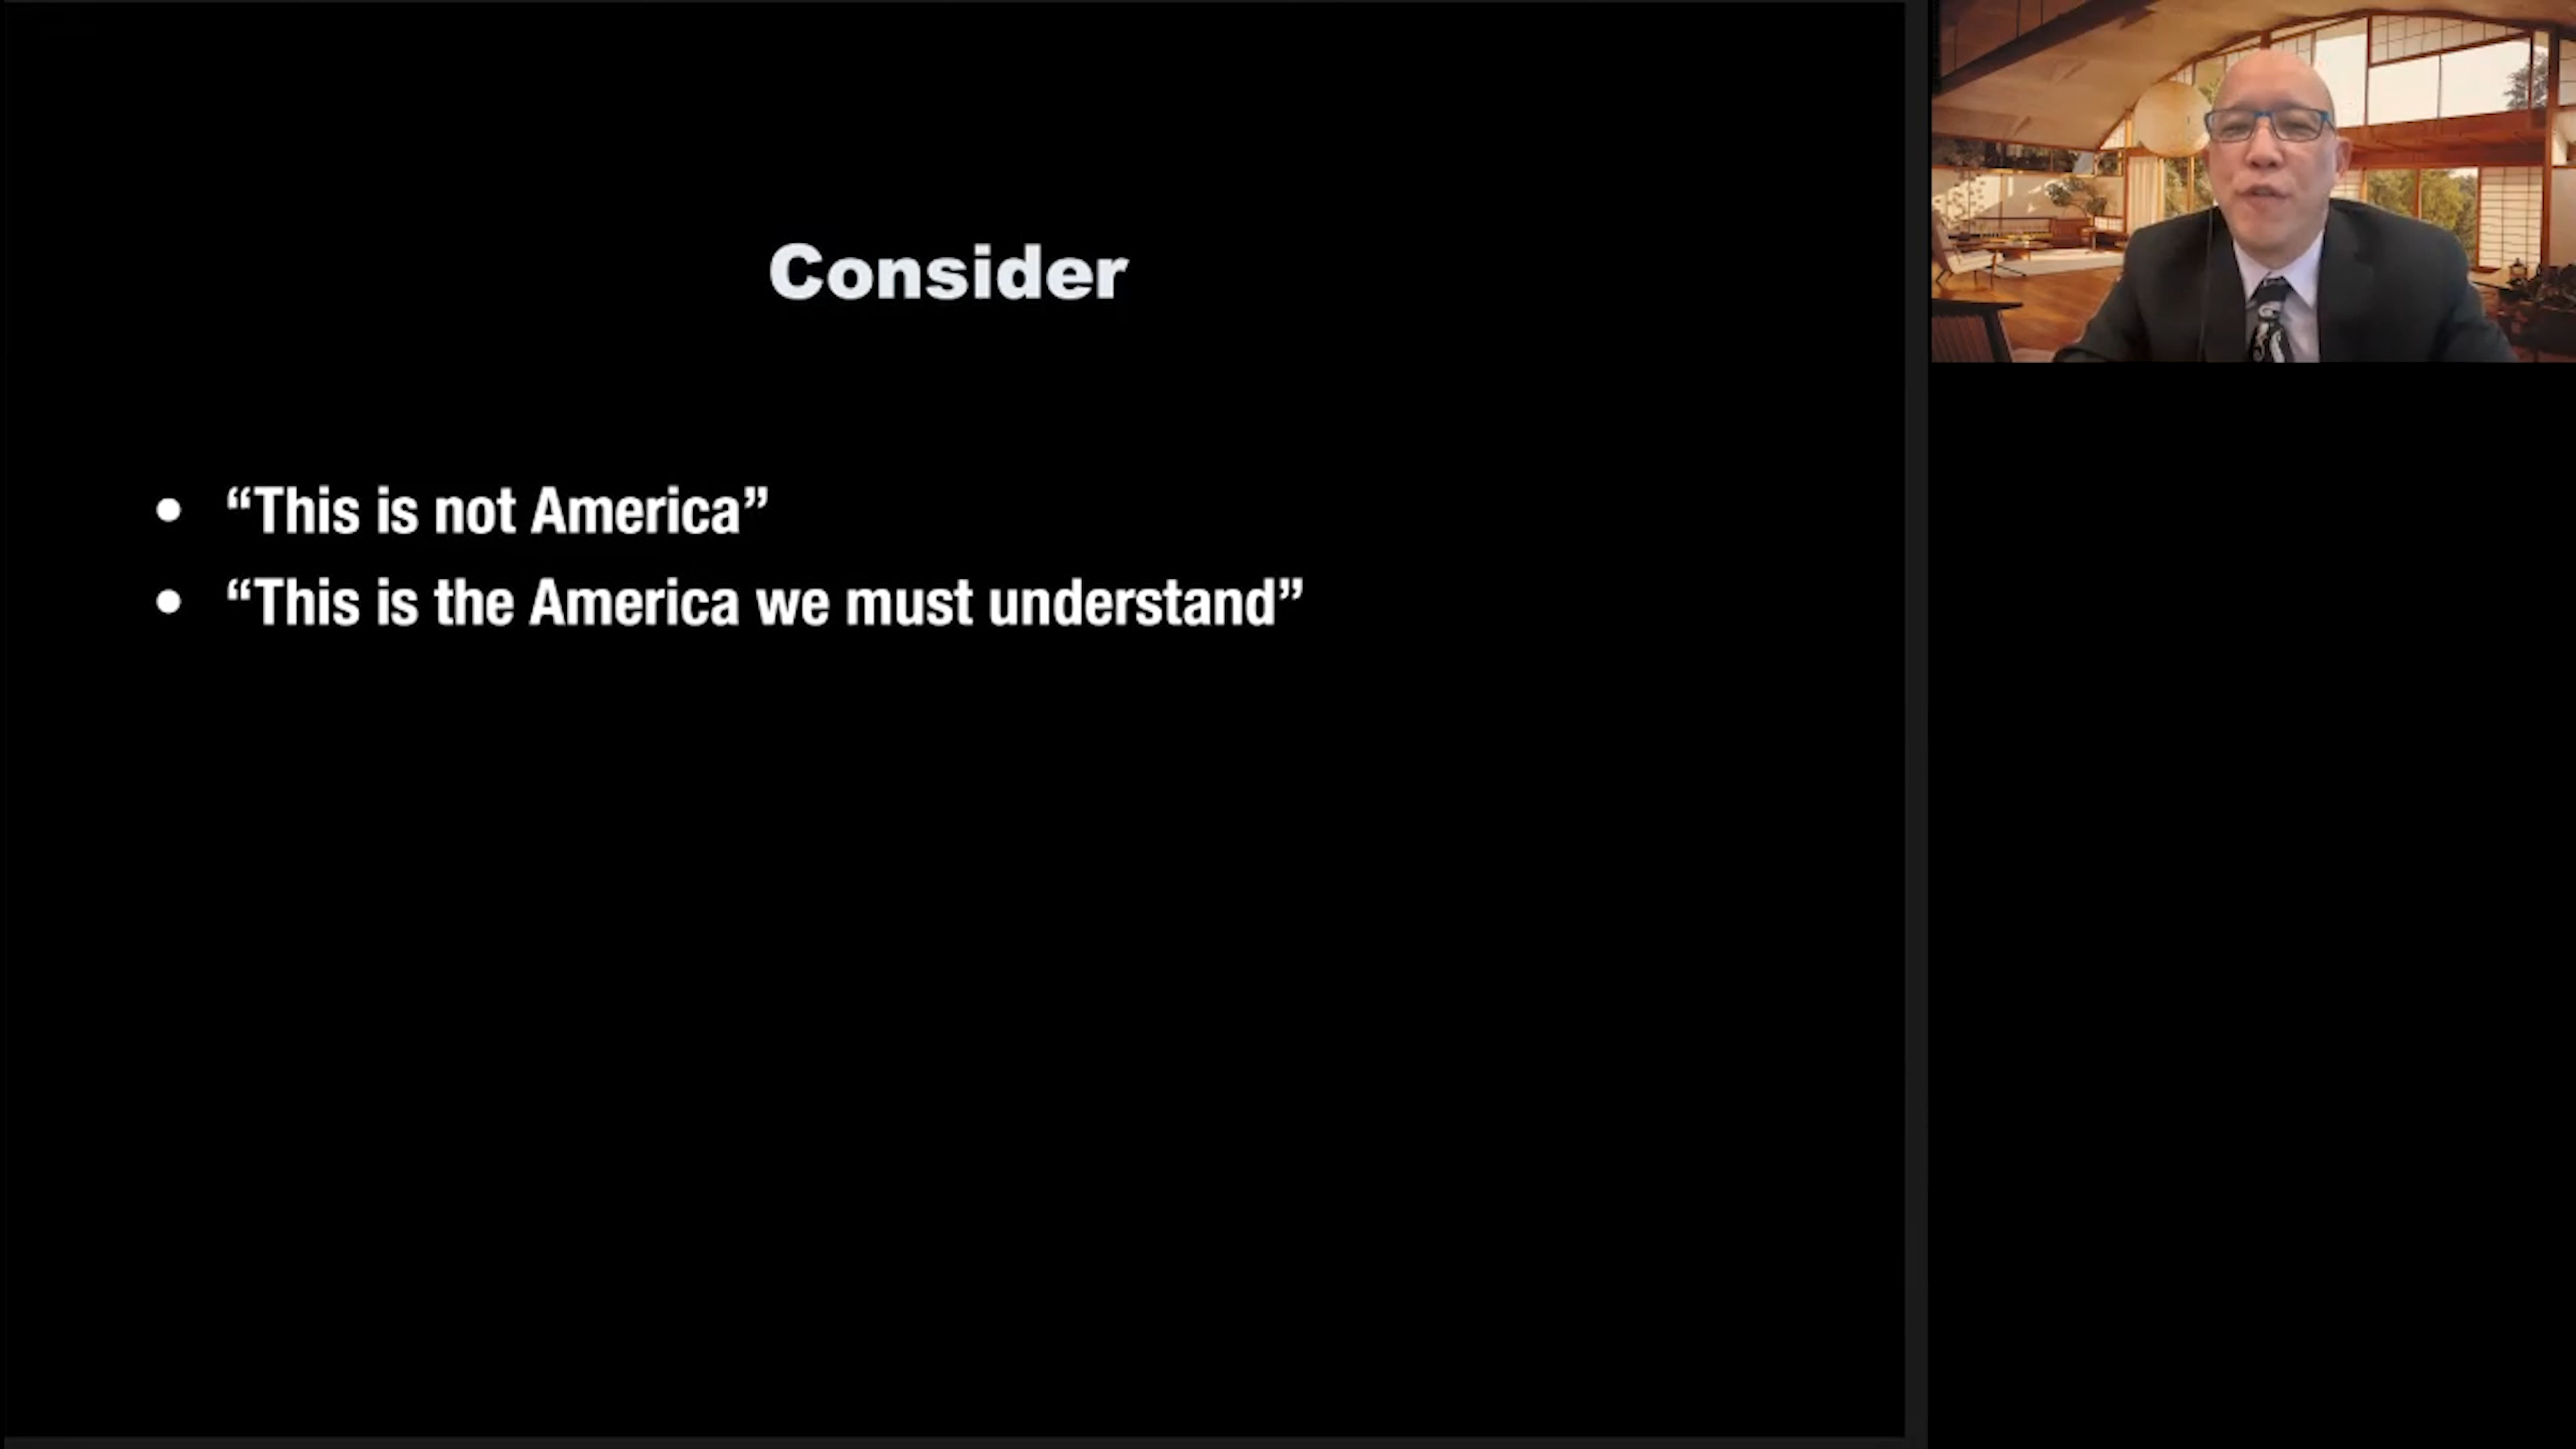 Consider
• “This is not America”
• “This is the America we must understand”